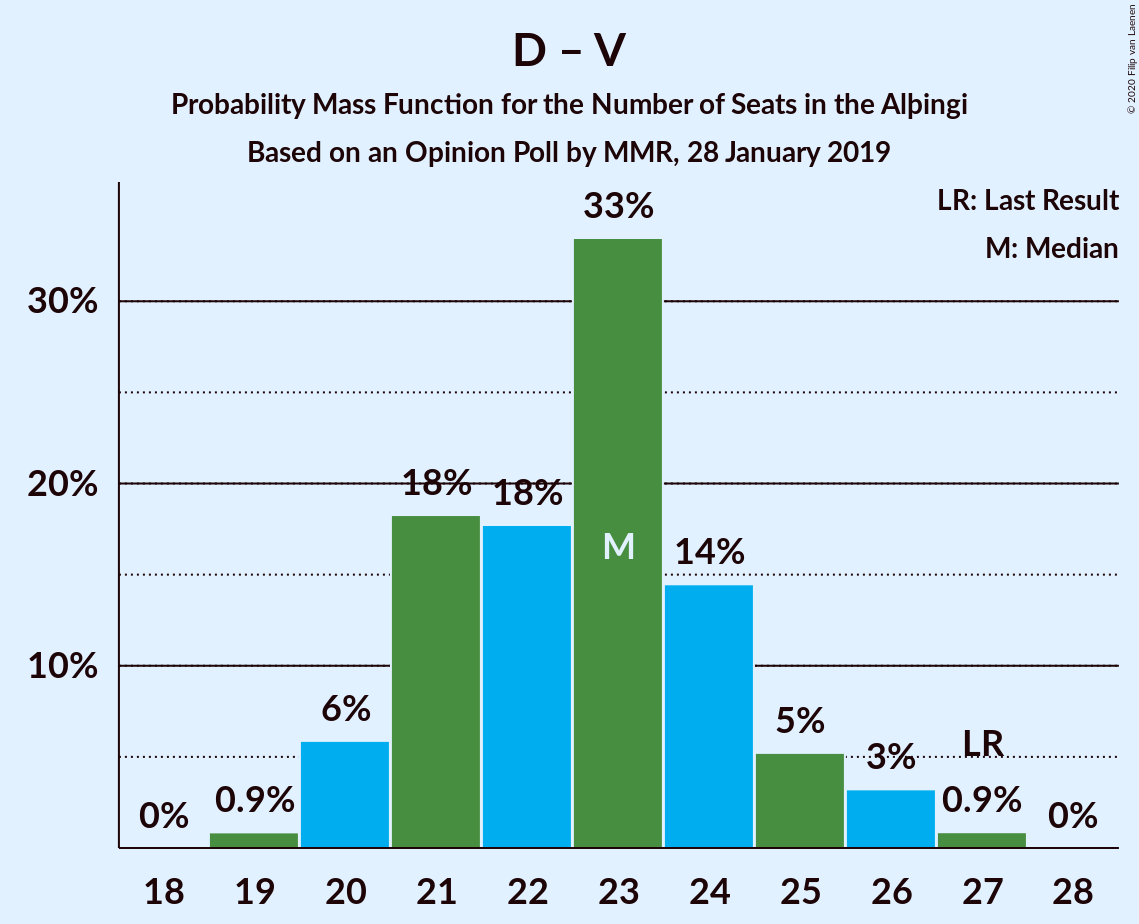 D – V
Probability Mass Function for the Number of Seats in the Alþingi
Based on an Opinion Poll by MMR, 28 January 2019
© 2020 Filip van Laenen
LR: Last Result
M: Median
30%
20%
10%
0%
0.9%
6%
18%
18%
33%
M
14%
5%
3%
LR
0.9%
0%
18 19 20 21 22 23 24 25 26 27 28